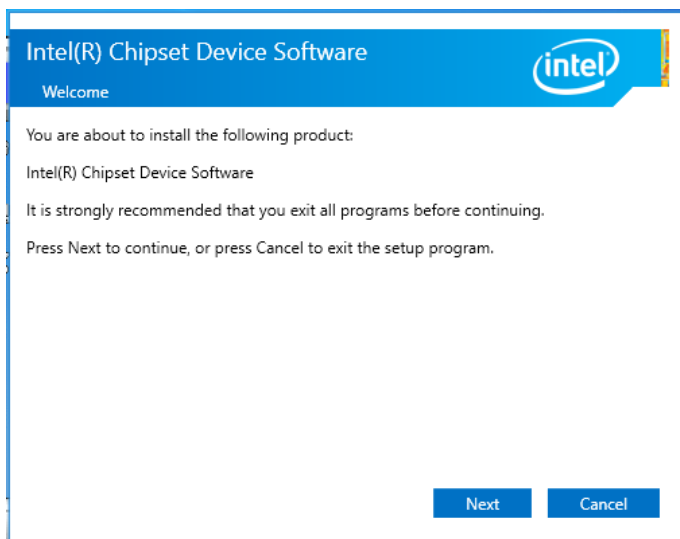 Intel(R) Chipset Device Software
intel
Welcome
You are about to install the following product:
Intel(R) Chipset Device Software
It is strongly recommended that you exit all programs before continuing.
Press Next to continue, or press Cancel to exit the setup program.
Next
Cancel